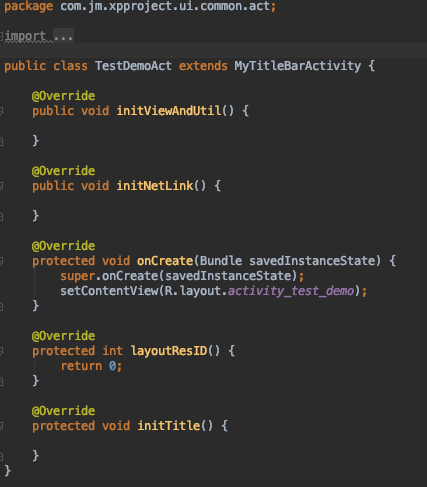 package com.jm.xpproject.ui.common.act;
import ...
public class TestDemoAct extends MyTitleBarActivity {
@Override
public void initViewAndUtil() {
}
@Override
public void initNetLink() {
}
@Override
protected void onCreate(Bundle savedInstanceState) {
super.onCreate(savedInstanceState);
setContentView(R.layout.activity_test_demo);
}
@Override
protected int layoutResID() {
return 0;
}
@Override
protected void initTitle() {
}
}